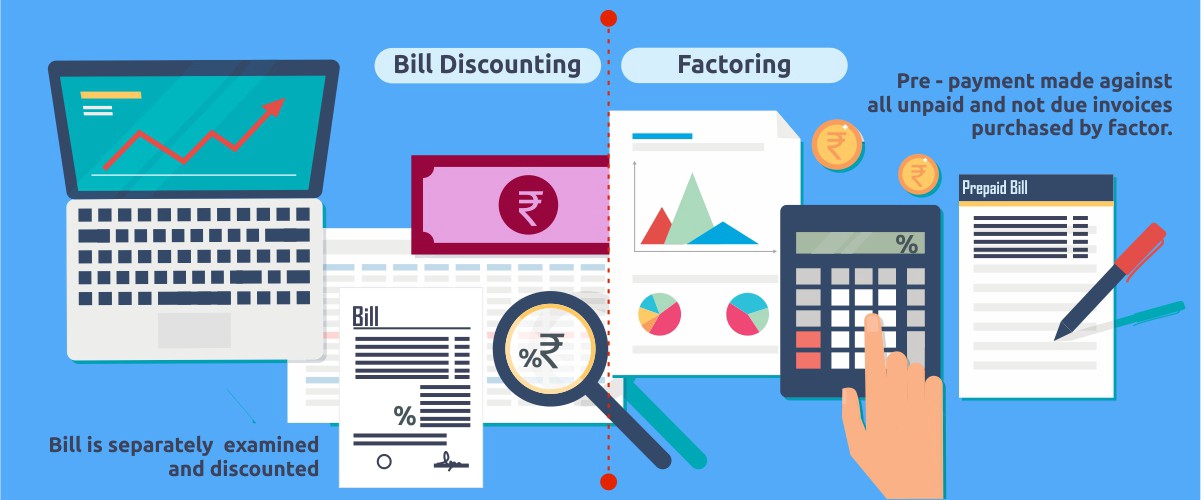 Bill Discounting
Factoring
Pre - payment made against
all unpaid and not due invoices
purchased by factor.
₹
₹
₹
%
Prepaid Bill
Bill
%₹
%
Bill is separately examined
and discounted